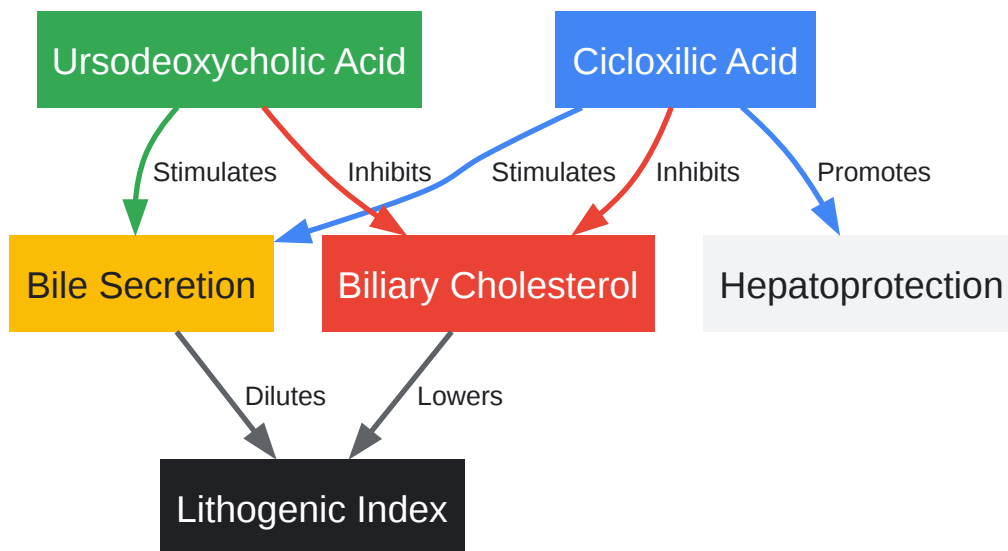 Ursodeoxycholic Acid
Cicloxilic Acid
Stimulates
Inhibits
Stimulates
Inhibits
Promotes
Bile Secretion
Biliary Cholesterol
Hepatoprotection
Dilutes
Lowers
Lithogenic Index